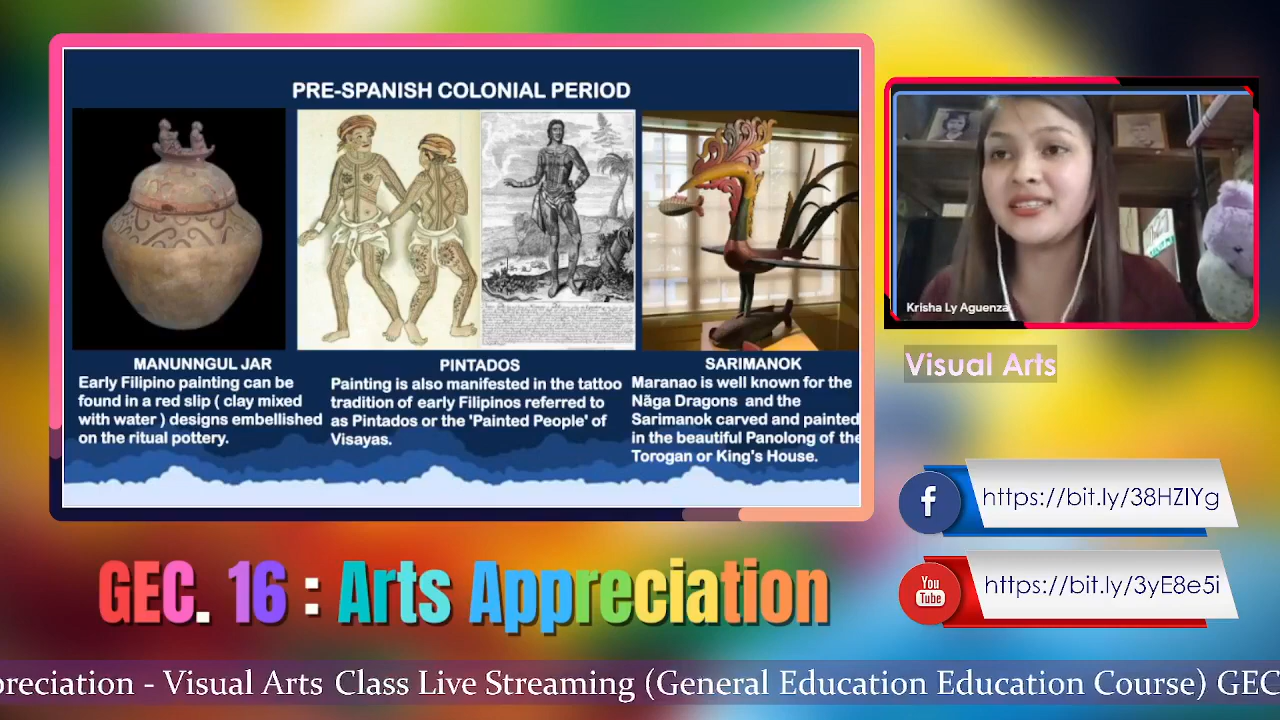 PRE-SPANISH COLONIAL PERIOD
MANUNNGUL JAR
Early Filipino painting can be
found in a red slip ( clay mixed
with water ) designs embellished
on the ritual pottery.
PINTADOS
Painting is also manifested in the tattoo
tradition of early Filipinos referred to
as Pintados or the 'Painted People' of
Visayas.
SARIMANOK
Maranao is well known for the
Nãga Dragons and the
Sarimanok carved and painted
in the beautiful Panolong of the
Torogan or King's House.
Krisha Ly Aguenza
Visual Arts
f
https://bit.ly/38HZIYg
You
Tube
https://bit.ly/3yE8e5i
GEC. 16 : Arts Appreciation
preciation - Visual Arts Class Live Streaming (General Education Education Course) GEC